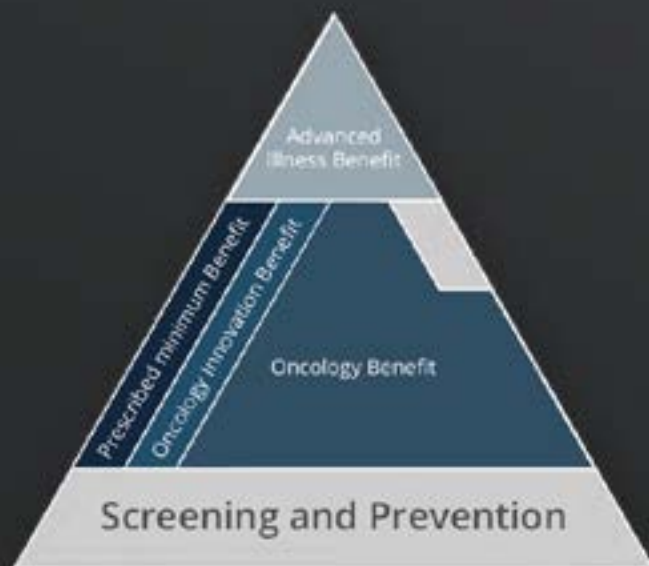 Advanced
Illness Benefit
Prescribed minimum Benefit
Oncology Innovation Benefit
Oncology Benefit
Screening and Prevention